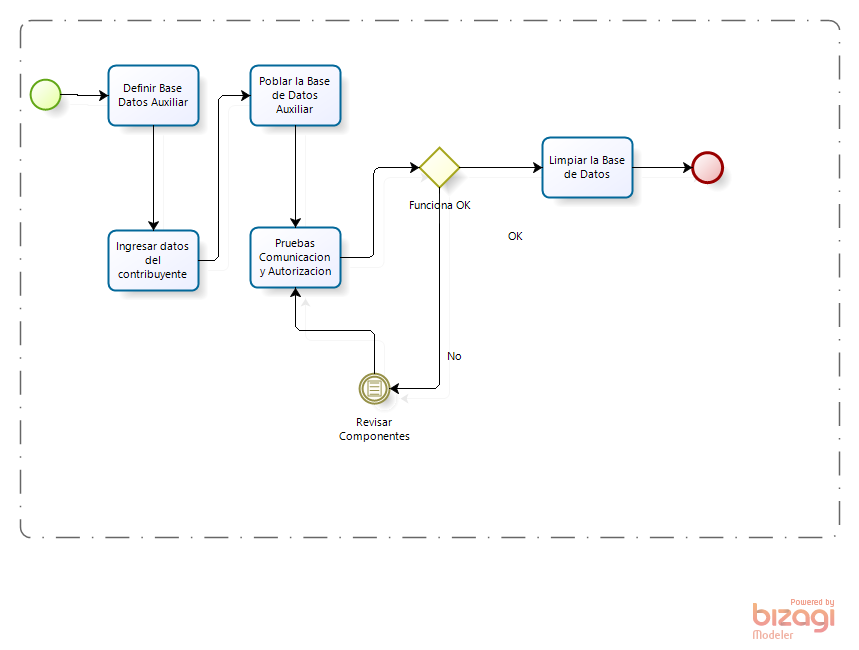 Definir Base
Datos Auxiliar
Poblar la Base
de Datos
Auxiliar
Ingresar datos
del
contribuyente
Pruebas
Comunicacion
y Autorizacion
Funciona OK
Limpiar la Base
de Datos
OK
No
Revisar
Componentes
Powered by
bizagi
Modeler